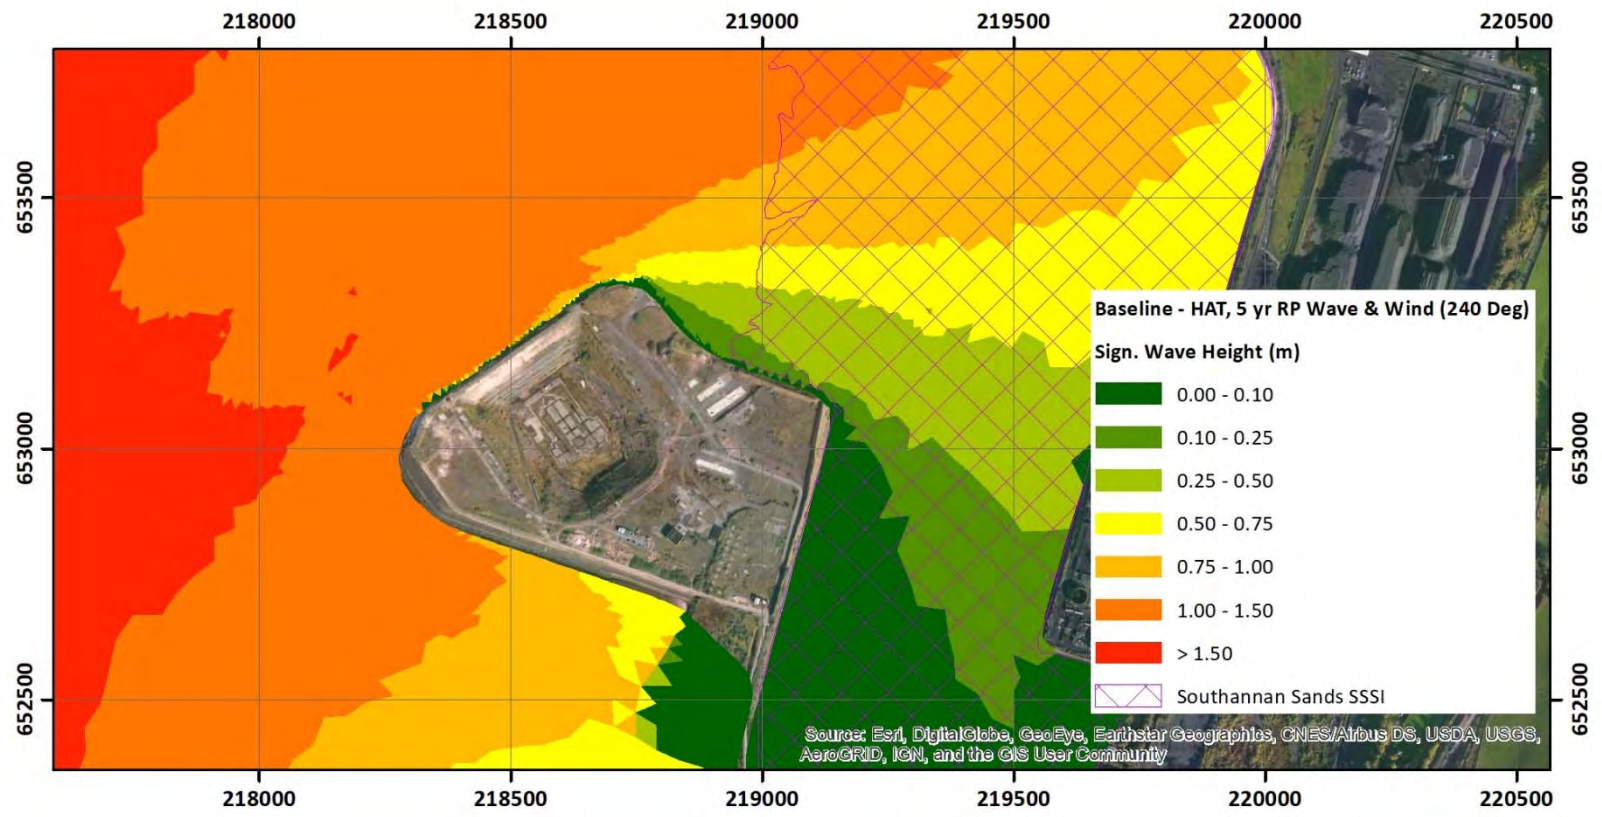 218000 218500 219000 219500 220000 220500
653500 653500
653000 653000
652500 652500
Baseline - HAT, 5 yr RP Wave & Wind (240 Deg)
Sign. Wave Height (m)
0.00 - 0.10
0.10 - 0.25
0.25 - 0.50
0.50 - 0.75
0.75 - 1.00
1.00 - 1.50
> 1.50
Southannan Sands SSSI
Source: Esri, DigitalGlobe, GeoEye, Earthstar Geographics, CNES/Airbus DS, USDA, USGS,
AeroGRID, IGN, and the GIS User Community
218000 218500 219000 219500 220000 220500